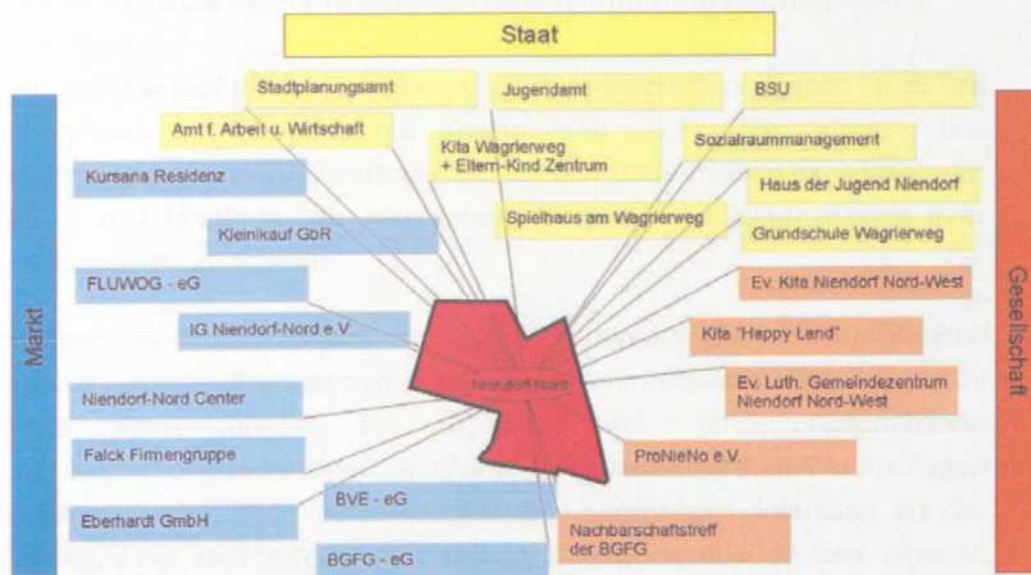 Staat
Stadtplanungsamt
Jugendamt
BSU
Amt f. Arbeit u. Wirtschaft
Kita Wagrierweg
+ Eltern-Kind Zentrum
Sozialraummanagement
Kursana Residenz
Haus der Jugend Niendorf
Spielhaus am Wagrierweg
Kleinikauf GbR
Grundschule Wagrierweg
FLUWOG - eG
Ev. Kita Niendorf Nord-West
Markt
Gesellschaft
IG Niendorf-Nord e.V.
Kita "Happy Land"
Niendorf-Nord
Ev. Luth. Gemeindezentrum
Niendorf Nord-West
Niendorf-Nord Center
Falck Firmengruppe
ProNieNo e.V.
BVE - eG
Eberhardt GmbH
Nachbarschaftstreff
der BGFG
BGFG - eG